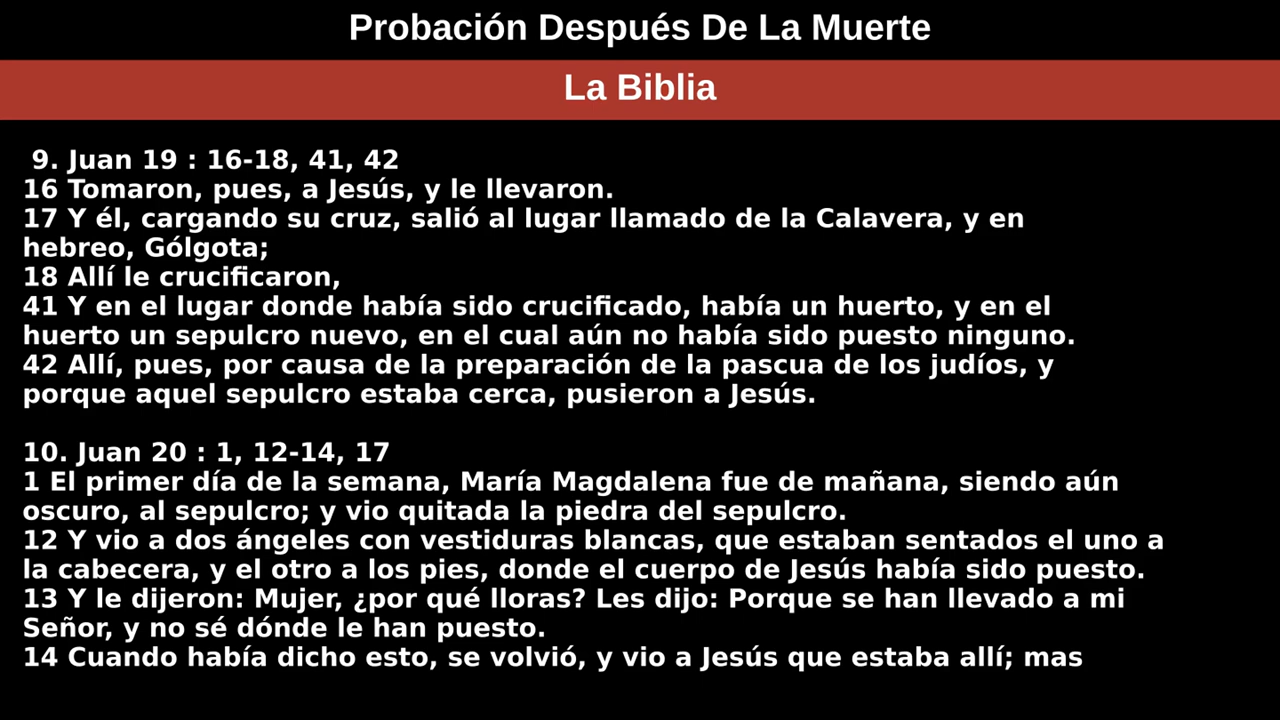 Probación Después De La Muerte
La Biblia
9. Juan 19 : 16-18, 41, 42
16 Tomaron, pues, a Jesús, y le llevaron.
17 Y él, cargando su cruz, salió al lugar llamado de la Calavera, y en
hebreo, Gólgota;
18 Allí le crucificaron,
41 Y en el lugar donde había sido crucificado, había un huerto, y en el
huerto un sepulcro nuevo, en el cual aún no había sido puesto ninguno.
42 Allí, pues, por causa de la preparación de la pascua de los judíos, y
porque aquel sepulcro estaba cerca, pusieron a Jesús.
10. Juan 20 : 1, 12-14, 17
1 El primer día de la semana, María Magdalena fue de mañana, siendo aún
oscuro, al sepulcro; y vio quitada la piedra del sepulcro.
12 Y vio a dos ángeles con vestiduras blancas, que estaban sentados el uno a
la cabecera, y el otro a los pies, donde el cuerpo de Jesús había sido puesto.
13 Y le dijeron: Mujer, ¿por qué lloras? Les dijo: Porque se han llevado a mi
Señor, y no sé dónde le han puesto.
14 Cuando había dicho esto, se volvió, y vio a Jesús que estaba allí; mas